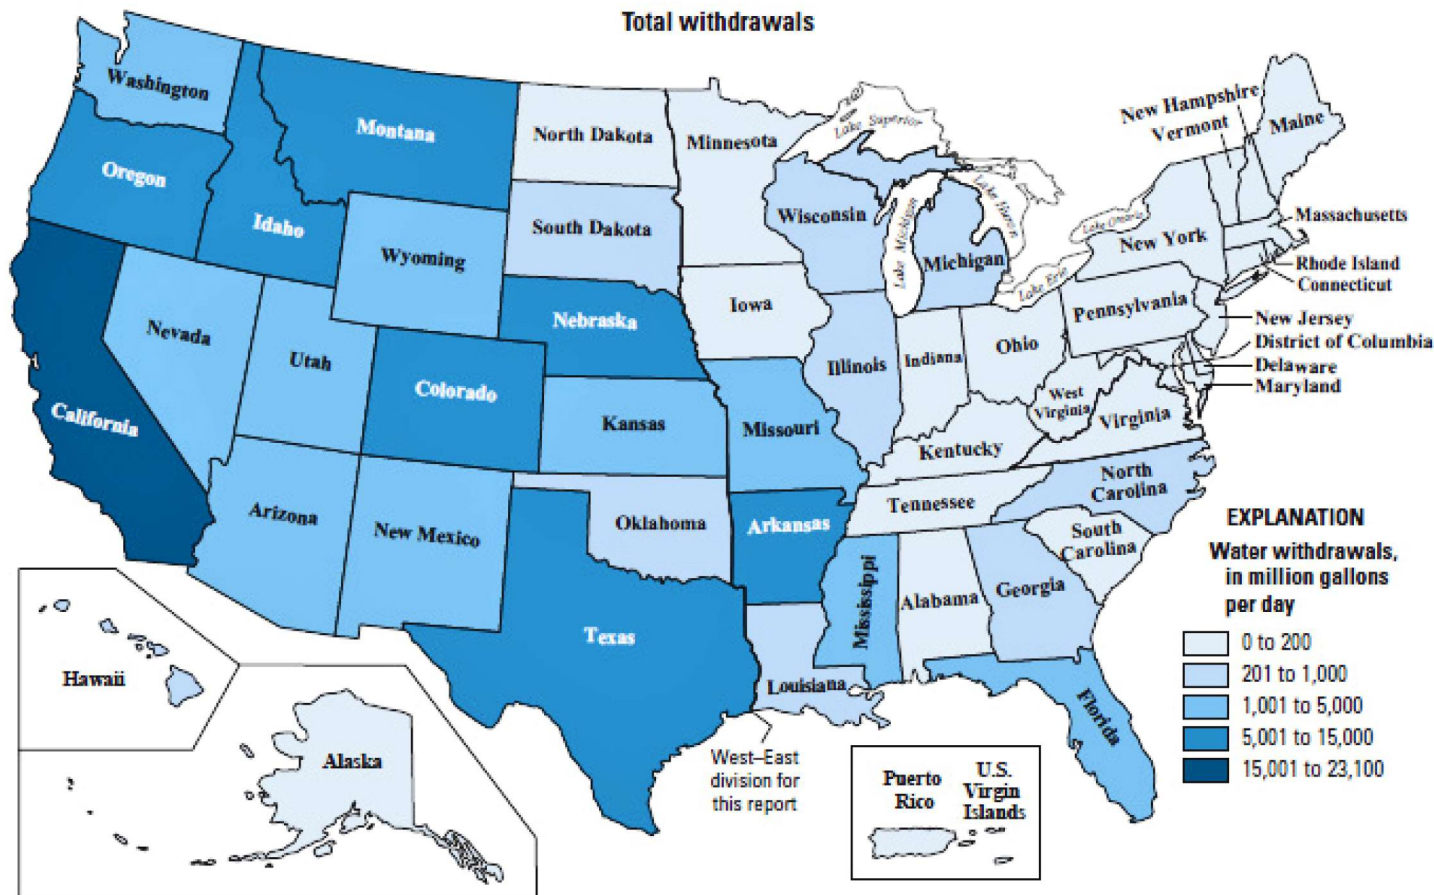 Total withdrawals
Washington
Montana
North Dakota
Minnesota
Lake Superior
New Hampshire
Vermont
Maine
Oregon
Idaho
Wyoming
South Dakota
Wisconsin
Lake Michigan
Lake Huron
Michigan
Lake Ontario
New York
Massachusetts
Rhode Island
Connecticut
Lake Erie
Nevada
Utah
Colorado
Nebraska
Iowa
Illinois
Indiana
Ohio
Pennsylvania
New Jersey
District of Columbia
Delaware
Maryland
California
Kansas
Missouri
West
Virginia
Virginia
Kentucky
Arizona
New Mexico
Oklahoma
Arkansas
Tennessee
North
Carolina
South
Carolina
Texas
Louisiana
Mississippi
Alabama
Georgia
Florida
Hawaii
Alaska
West–East
division for
this report
Puerto
Rico
U.S.
Virgin
Islands
EXPLANATION
Water withdrawals,
in million gallons
per day
0 to 200
201 to 1,000
1,001 to 5,000
5,001 to 15,000
15,001 to 23,100